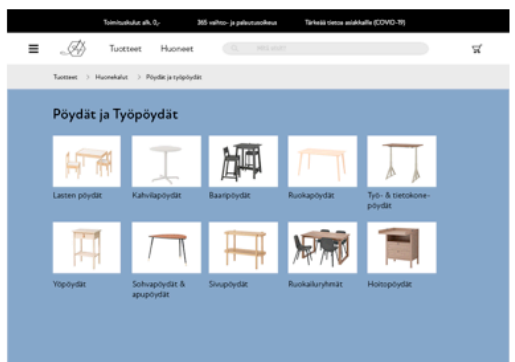 Toimituskulut alk. 0,-
365 vaihto- ja palautusoikeus
Tärkeää tietoa asiakkaille (COVID-19)
Tuotteet
Huoneet
Tuotteet > Huonekalut > Pöydät ja työpöydät
Pöydät ja Työpöydät
Lasten pöydät
Kahvilapöydät
Baaripöydät
Ruokapöydät
Työ- & tietokone-
pöydät
Yöpöydät
Sohvapöydät &
apupöydät
Sivupöydät
Ruokailuryhmät
Hoitopöydät